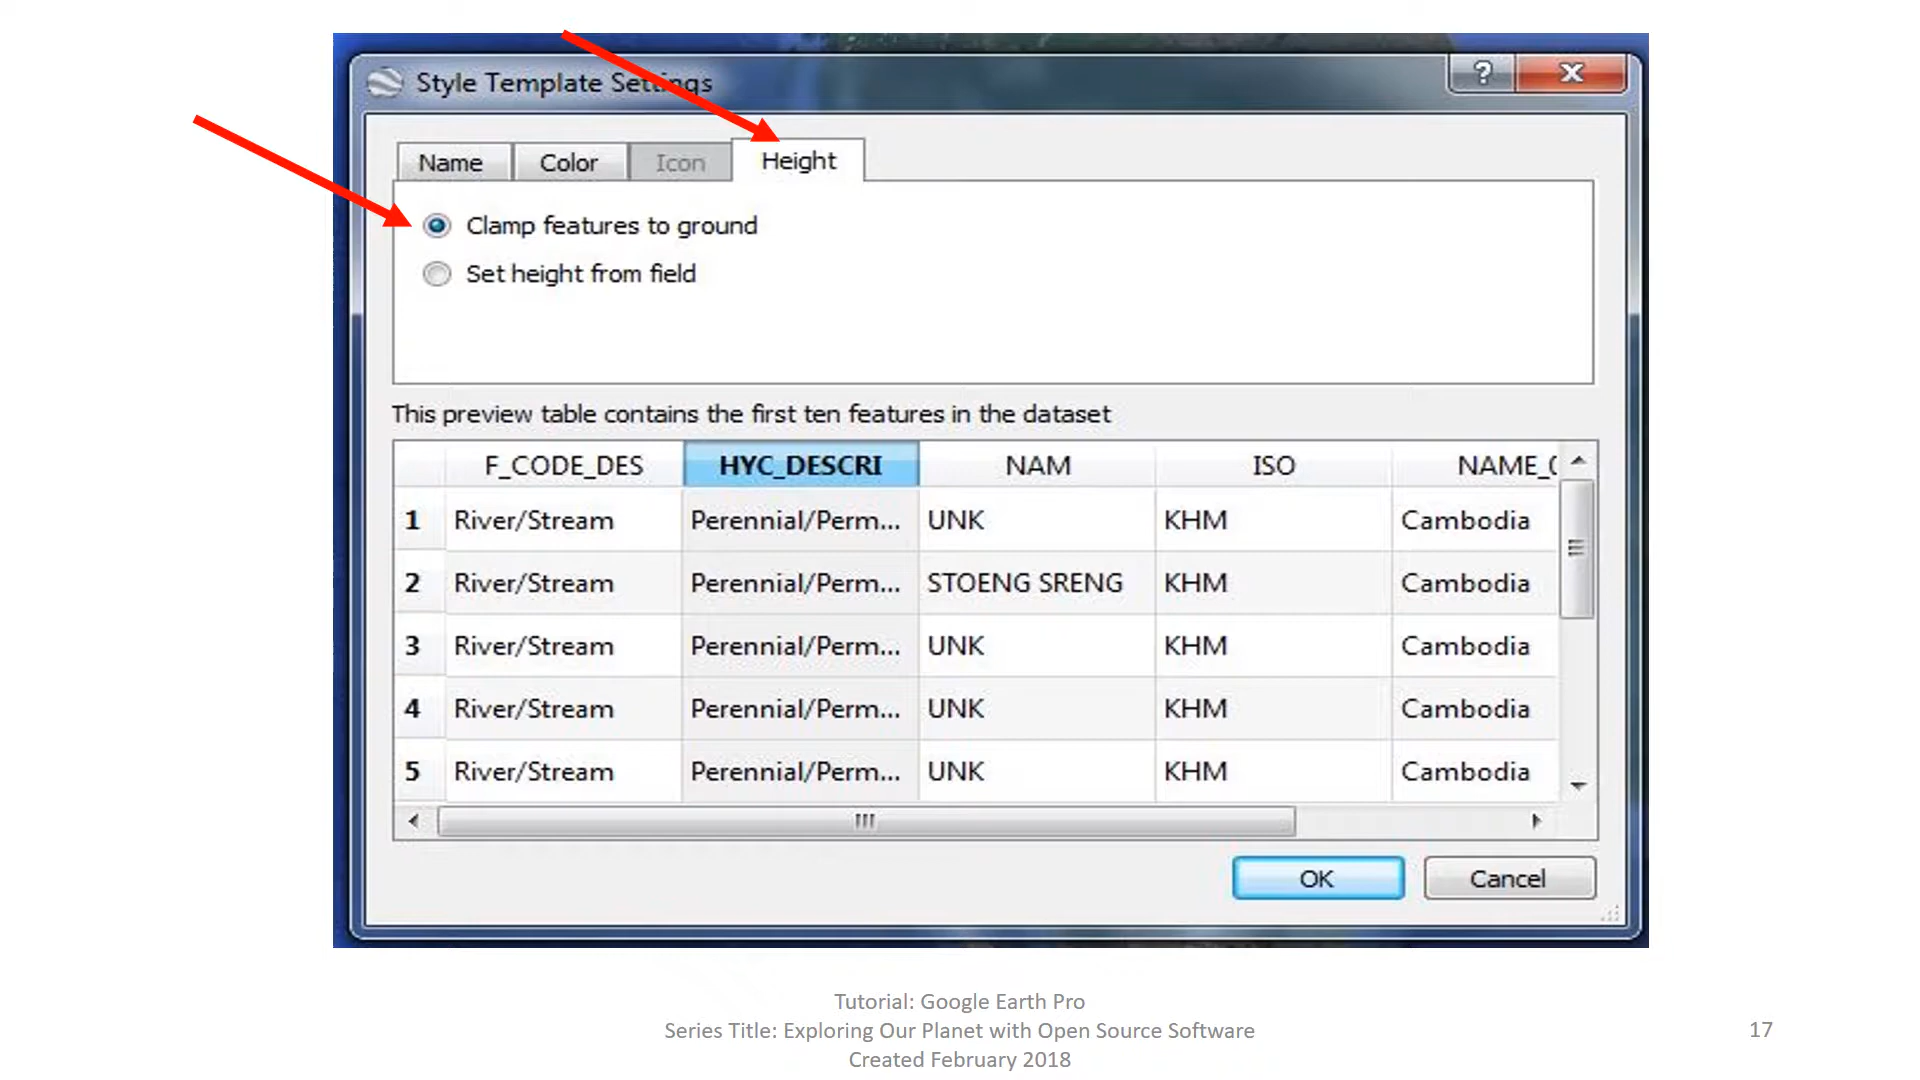 Style Template Settings
?
Name Color Icon Height
Clamp features to ground
Set height from field
This preview table contains the first ten features in the dataset
F_CODE_DES HYC_DESCRI NAM ISO
1 River/Stream Perennial/Perm... UNK KHM Cambodia
2 River/Stream Perennial/Perm... STOENG SRENG KHM Cambodia
3 River/Stream Perennial/Perm... UNK KHM Cambodia
4 River/Stream Perennial/Perm... UNK KHM Cambodia
5 River/Stream Perennial/Perm... UNK KHM Cambodia
OK Cancel
Tutorial: Google Earth Pro
Series Title: Exploring Our Planet with Open Source Software
Created February 2018
17